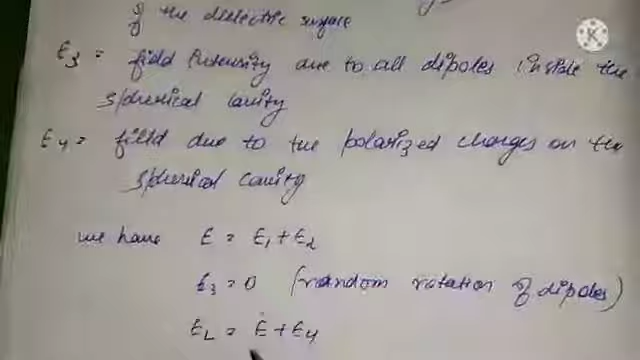 of the dielectric surface
E3 = field Intensity due to all dipoles inside the
spherical cavity
E4 = field due to the polarized charges on the
spherical cavity
we have E = E1 + E2
E3 = 0 (random rotation of dipoles)
EL = E + E4